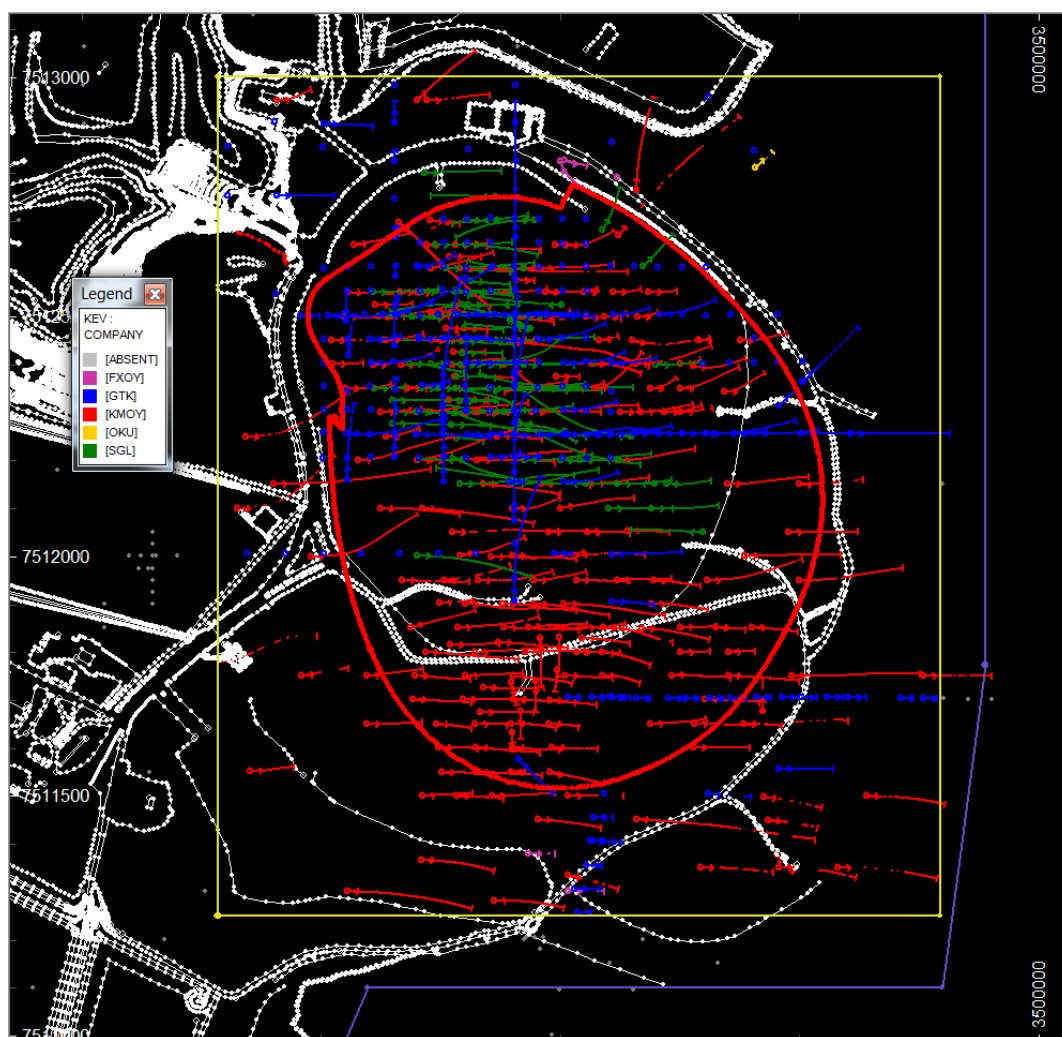 7513000
3500000
Legend
KEV :
COMPANY
[ABSENT]
[FXOY]
[GTK]
[KMOY]
[OKU]
[SGL]
7512000
7511500
3500000